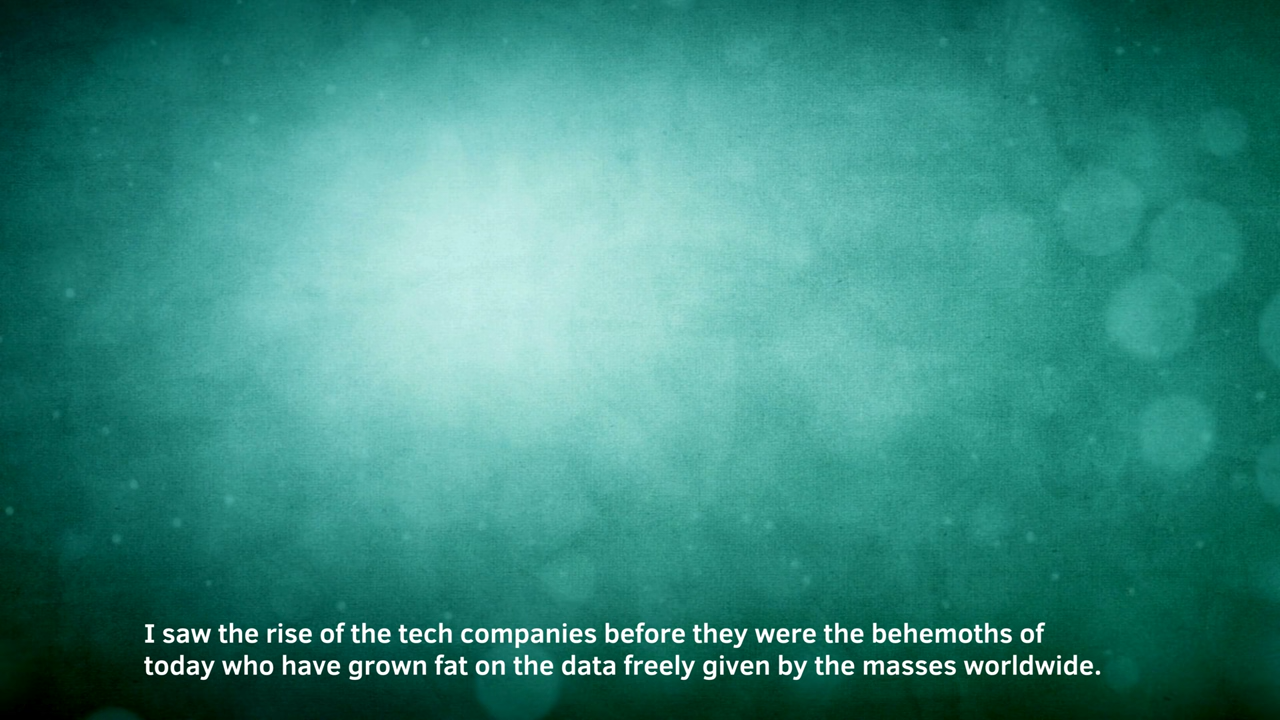 I saw the rise of the tech companies before they were the behemoths of
today who have grown fat on the data freely given by the masses worldwide.